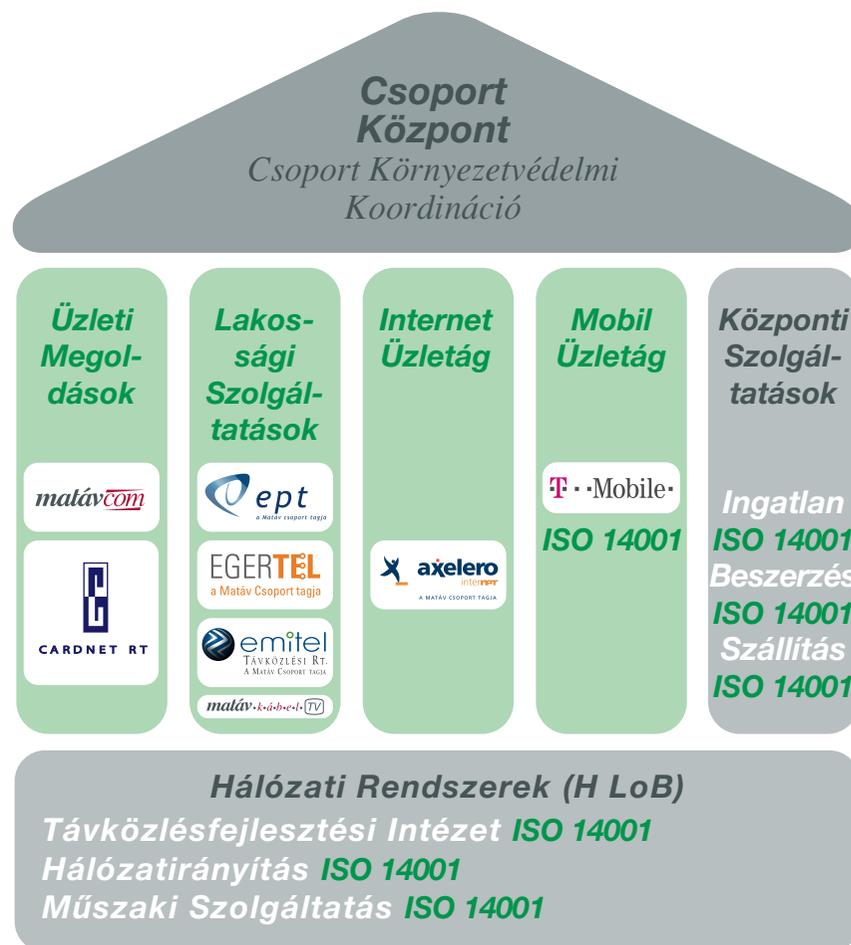 Csoport
Központ
Csoport Környezetvédelmi
Koordináció
Üzleti
Megol-
dások
matávcom
CARDNET RT
Lakos-
sági
Szolgál-
tatások
ept
a Matáv csoport tagja
EGERTEL
a Matáv Csoport tagja
emitel
TÁVKÖZLÉSI RT.
A MATÁV CSOPORT TAGJA
matáv•k•á•b•e•l•TV
Internet
Üzletág
axelero
internet
A MATÁV CSOPORT TAGJA
Mobil
Üzletág
T Mobile
ISO 14001
Központi
Szolgál-
tatások
Ingatlan
ISO 14001
Beszerzés
ISO 14001
Szállítás
ISO 14001
Hálózati Rendszerek (H LoB)
Távközlésfejlesztési Intézet ISO 14001
Hálózatirányítás ISO 14001
Műszaki Szolgáltatás ISO 14001